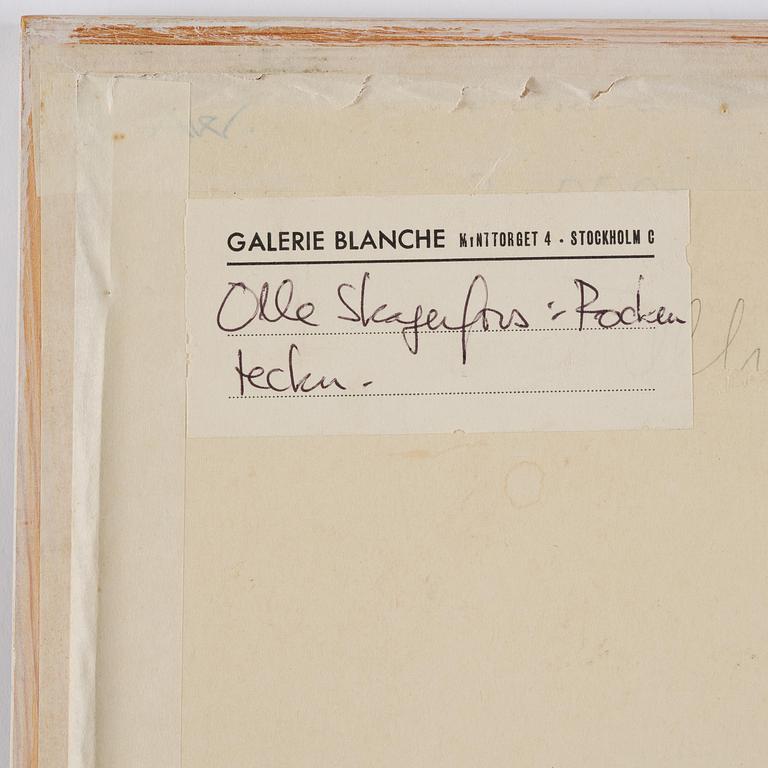 GALERIE BLANCHE MYNTTORGET 4 · STOCKHOLM C
Olle Skagerfors : Rocken
teckn.